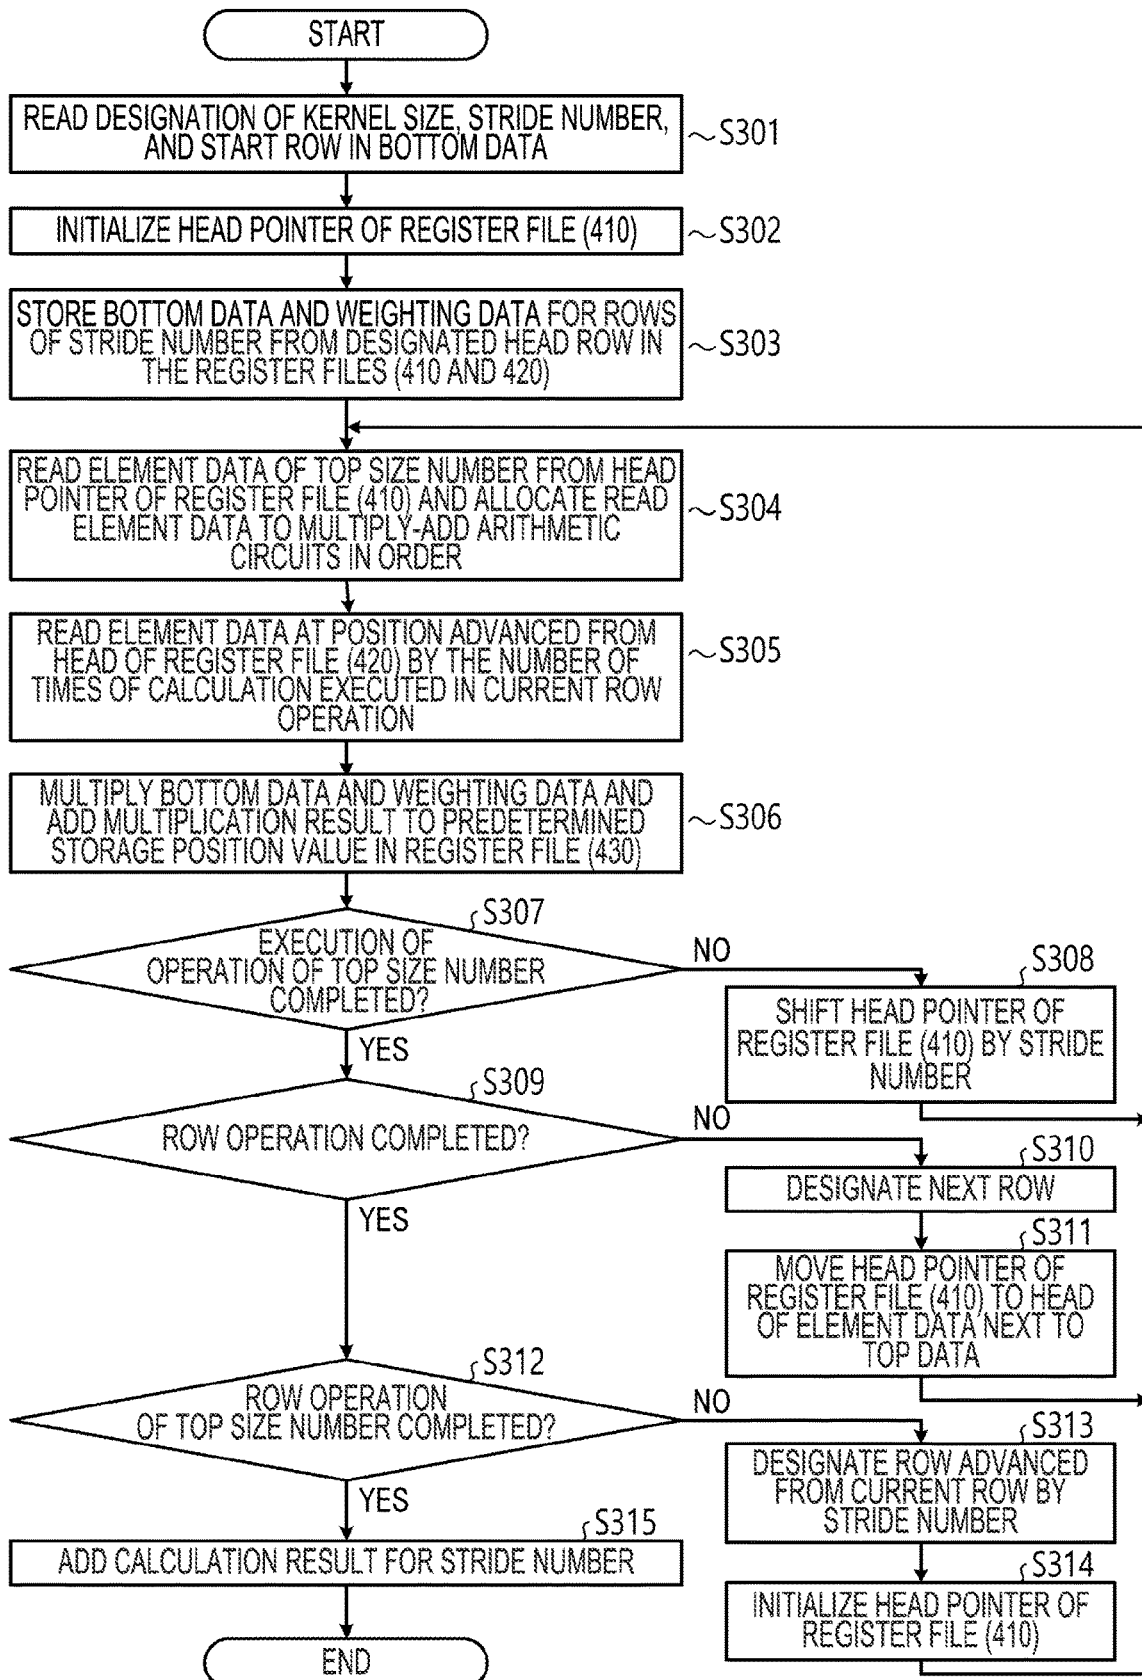 START
READ DESIGNATION OF KERNEL SIZE, STRIDE NUMBER,
AND START ROW IN BOTTOM DATA
~S301
INITIALIZE HEAD POINTER OF REGISTER FILE (410)
~S302
STORE BOTTOM DATA AND WEIGHTING DATA FOR ROWS
OF STRIDE NUMBER FROM DESIGNATED HEAD ROW IN
THE REGISTER FILES (410 AND 420)
~S303
READ ELEMENT DATA OF TOP SIZE NUMBER FROM HEAD
POINTER OF REGISTER FILE (410) AND ALLOCATE READ
ELEMENT DATA TO MULTIPLY-ADD ARITHMETIC
CIRCUITS IN ORDER
~S304
READ ELEMENT DATA AT POSITION ADVANCED FROM
HEAD OF REGISTER FILE (420) BY THE NUMBER OF
TIMES OF CALCULATION EXECUTED IN CURRENT ROW
OPERATION
~S305
MULTIPLY BOTTOM DATA AND WEIGHTING DATA AND
ADD MULTIPLICATION RESULT TO PREDETERMINED
STORAGE POSITION VALUE IN REGISTER FILE (430)
~S306
S307
EXECUTION OF
OPERATION OF TOP SIZE NUMBER
COMPLETED?
NO
YES
S308
SHIFT HEAD POINTER OF
REGISTER FILE (410) BY STRIDE
NUMBER
S309
ROW OPERATION COMPLETED?
NO
YES
S310
DESIGNATE NEXT ROW
S311
MOVE HEAD POINTER OF
REGISTER FILE (410) TO HEAD
OF ELEMENT DATA NEXT TO
TOP DATA
S312
ROW OPERATION
OF TOP SIZE NUMBER COMPLETED?
NO
YES
S313
DESIGNATE ROW ADVANCED
FROM CURRENT ROW BY
STRIDE NUMBER
S314
INITIALIZE HEAD POINTER OF
REGISTER FILE (410)
S315
ADD CALCULATION RESULT FOR STRIDE NUMBER
END